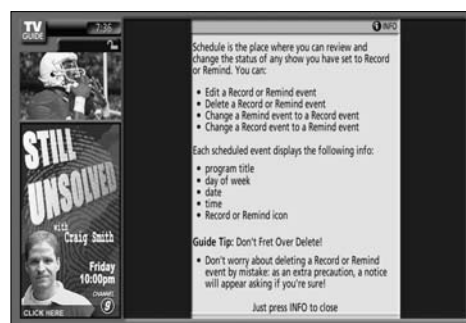 TV
GUIDE
7:36
INFO
Schedule is the place where you can review and
change the status of any show you have set to Record
or Remind. You can:
• Edit a Record or Remind event
• Delete a Record or Remind event
• Change a Remind event to a Record event
• Change a Record event to a Remind event
Each scheduled event displays the following info:
• program title
• day of week
• date
• time
• Record or Remind icon
Guide Tip: Don't Fret Over Delete!
• Don't worry about deleting a Record or Remind
event by mistake: as an extra precaution, a notice
will appear asking if you're sure!
Just press INFO to close
STILL
UNSOLVED
with
Craig Smith
Friday
10:00pm
CHANNEL
9
CLICK HERE